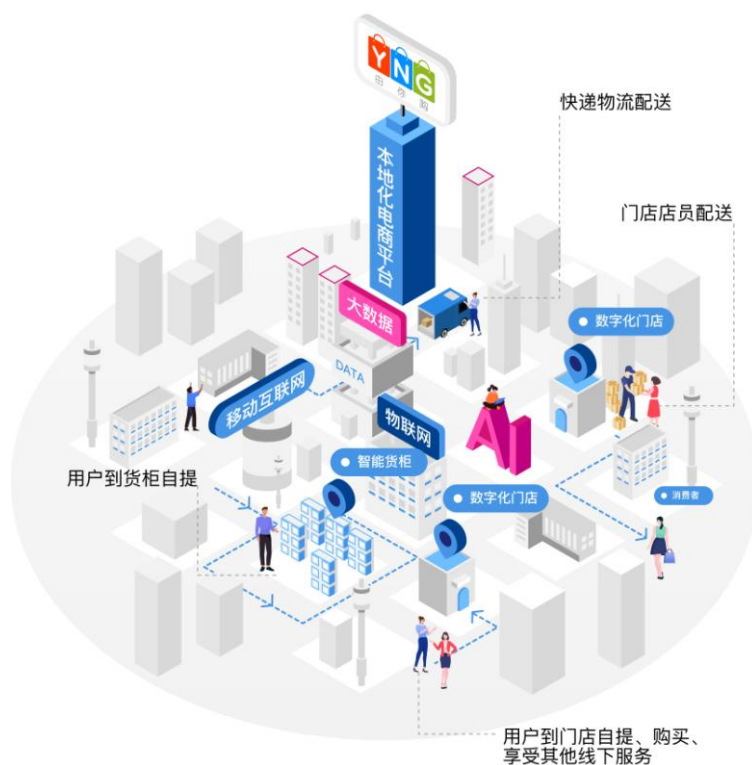 YNG
由你购
快递物流配送
本地化电商平台
门店店员配送
大数据
数字化门店
DATA
移动互联网
物联网
AI
智能货柜
用户到货柜自提
数字化门店
消费者
用户到门店自提、购买、
享受其他线下服务